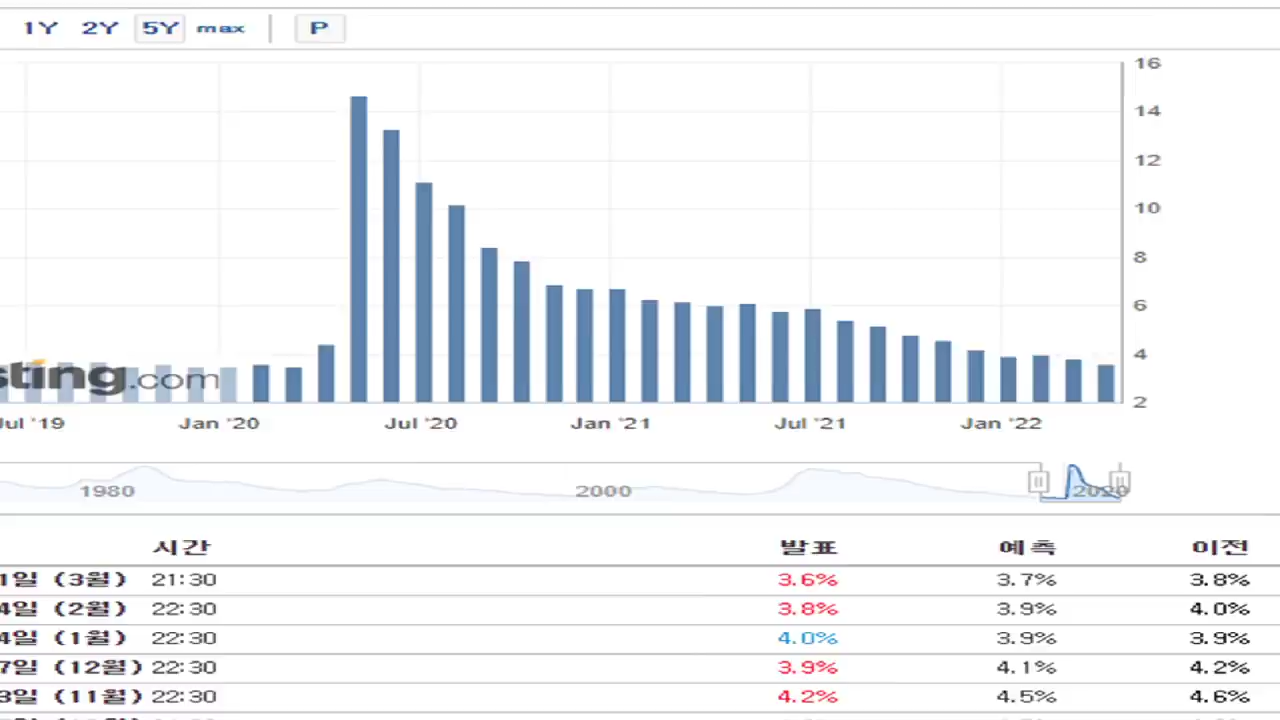 1Y 2Y 5Y max P
16
14
12
10
8
6
4
sting.com
2
Jul '19 Jan '20 Jul '20 Jan '21 Jul '21 Jan '22
1980 2000 2020
시간 발표 예측 이전
1일 (3월) 21:30 3.6% 3.7% 3.8%
4일 (2월) 22:30 3.8% 3.9% 4.0%
4일 (1월) 22:30 4.0% 3.9% 3.9%
7일 (12월) 22:30 3.9% 4.1% 4.2%
3일 (11월) 22:30 4.2% 4.5% 4.6%